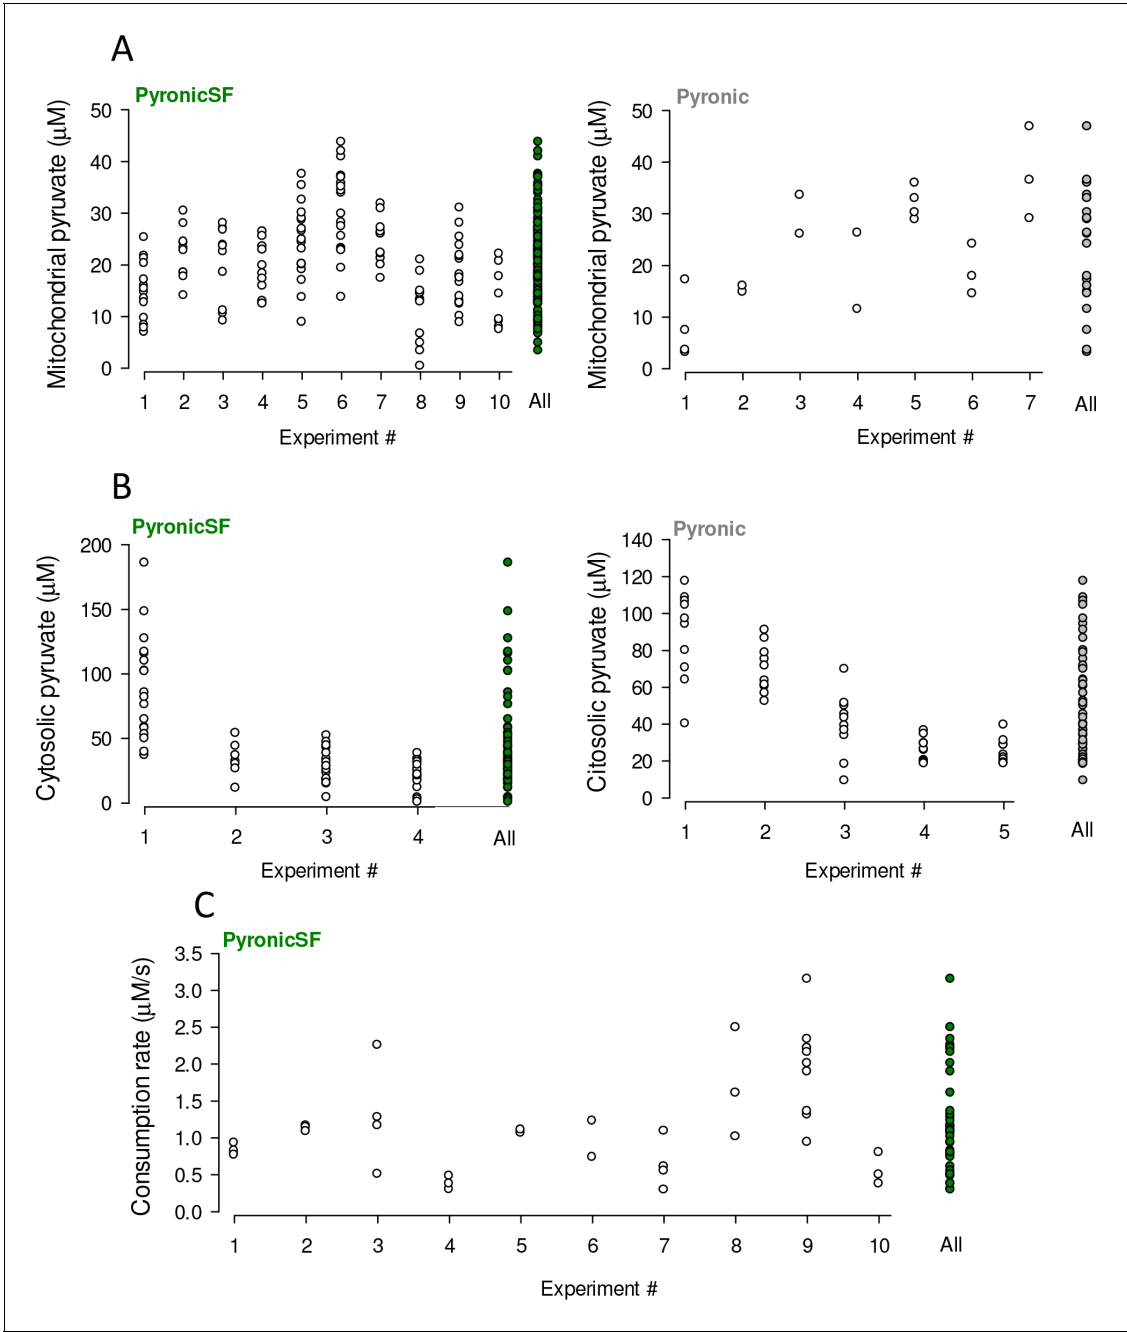 A
PyronicSF
Mitochondrial pyruvate (μM)
50
40
30
20
10
0
1 2 3 4 5 6 7 8 9 10 All
Experiment #
Pyronic
Mitochondrial pyruvate (μM)
50
40
30
20
10
0
1 2 3 4 5 6 7 All
Experiment #
B
PyronicSF
Cytosolic pyruvate (μM)
200
150
100
50
0
1 2 3 4 All
Experiment #
Pyronic
Citosolic pyruvate (μM)
140
120
100
80
60
40
20
0
1 2 3 4 5 All
Experiment #
C
PyronicSF
Consumption rate (μM/s)
3.5
3.0
2.5
2.0
1.5
1.0
0.5
0.0
1 2 3 4 5 6 7 8 9 10 All
Experiment #